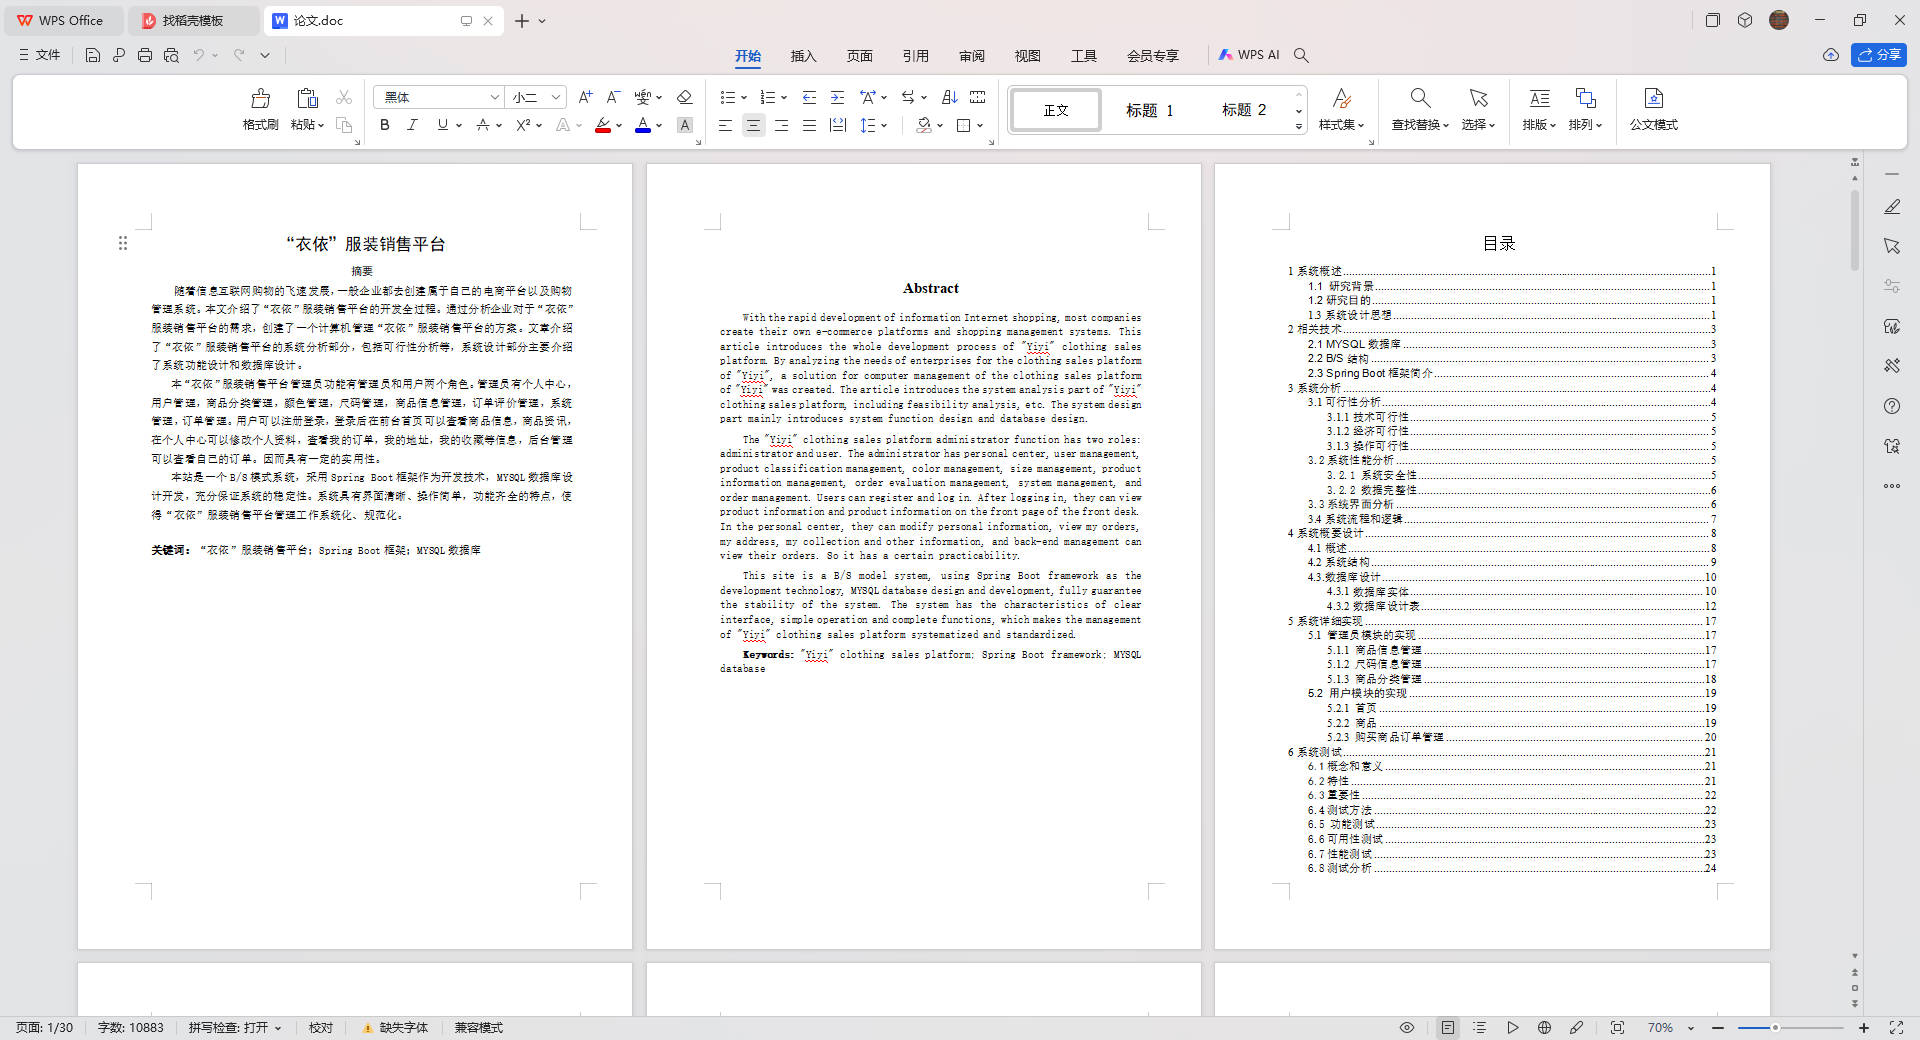 WPS Office
找稻壳模板
论文.doc
文件
开始
插入
页面
引用
审阅
视图
工具
会员专享
WPS AI
分享
格式刷
粘贴
黑体
小二
正文
标题 1
标题 2
样式集
查找替换
选择
排版
排列
公文模式
“衣依”服装销售平台
摘要
随着信息互联网购物的飞速发展，一般企业都去创建属于自己的电商平台以及购物
管理系统。本文介绍了“衣依”服装销售平台的开发全过程。通过分析企业对于“衣依”
服装销售平台的需求，创建了一个计算机管理“衣依”服装销售平台的方案。文章介绍
了“衣依”服装销售平台的系统分析部分，包括可行性分析等，系统设计部分主要介绍
了系统功能设计和数据库设计。
本“衣依”服装销售平台管理员功能有管理员和用户两个角色。管理员有个人中心，
用户管理，商品分类管理，颜色管理，尺码管理，商品信息管理，订单评价管理，系统
管理，订单管理。用户可以注册登录，登录后在前台首页可以查看商品信息，商品资讯，
在个人中心可以修改个人资料，查看我的订单，我的地址，我的收藏等信息，后台管理
可以查看自己的订单。因而具有一定的实用性。
本站是一个B/S模式系统，采用Spring Boot框架作为开发技术，MYSQL数据库设
计开发，充分保证系统的稳定性。系统具有界面清晰、操作简单，功能齐全的特点，使
得“衣依”服装销售平台管理工作系统化、规范化。
关键词：“衣依”服装销售平台；Spring Boot框架；MYSQL数据库
Abstract
With the rapid development of information Internet shopping, most companies
create their own e-commerce platforms and shopping management systems. This
article introduces the whole development process of "Yiyi" clothing sales
platform. By analyzing the needs of enterprises for the clothing sales platform
of "Yiyi", a solution for computer management of the clothing sales platform
of "Yiyi" was created. The article introduces the system analysis part of "Yiyi"
clothing sales platform, including feasibility analysis, etc. The system design
part mainly introduces system function design and database design.
The "Yiyi" clothing sales platform administrator function has two roles:
administrator and user. The administrator has personal center, user management,
product classification management, color management, size management, product
information management, order evaluation management, system management, and
order management. Users can register and log in. After logging in, they can view
product information and product information on the front page of the front desk.
In the personal center, they can modify personal information, view my orders,
my address, my collection and other information, and back-end management can
view their orders. So it has a certain practicability.
This site is a B/S model system, using Spring Boot framework as the
development technology, MYSQL database design and development, fully guarantee
the stability of the system. The system has the characteristics of clear
interface, simple operation and complete functions, which makes the management
of "Yiyi" clothing sales platform systematized and standardized.
Keywords: "Yiyi" clothing sales platform; Spring Boot framework; MYSQL
database
目录
1 系统概述 1
1.1 研究背景 1
1.2 研究目的 1
1.3 系统设计思想 1
2 相关技术 3
2.1 MYSQL 数据库 3
2.2 B/S 结构 3
2.3 Spring Boot 框架简介 4
3 系统分析 4
3.1 可行性分析 4
3.1.1 技术可行性 5
3.1.2 经济可行性 5
3.1.3 操作可行性 5
3.2 系统性能分析 5
3.2.1 系统安全性 5
3.2.2 数据完整性 6
3.3 系统界面分析 6
3.4 系统流程和逻辑 7
4 系统概要设计 8
4.1 概述 8
4.2 系统结构 9
4.3.数据库设计 10
4.3.1 数据库实体 10
4.3.2 数据库设计表 12
5 系统详细实现 17
5.1 管理员模块的实现 17
5.1.1 商品信息管理 17
5.1.2 尺码信息管理 17
5.1.3 商品分类管理 18
5.2 用户模块的实现 19
5.2.1 首页 19
5.2.2 商品 19
5.2.3 购买商品订单管理 20
6 系统测试 21
6.1 概念和意义 21
6.2 特性 21
6.3 重要性 22
6.4 测试方法 22
6.5 功能测试 23
6.6 可用性测试 23
6.7 性能测试 23
6.8 测试分析 24
页面: 1/30
字数: 10883
拼写检查: 打开
校对
缺失字体
兼容模式
70%